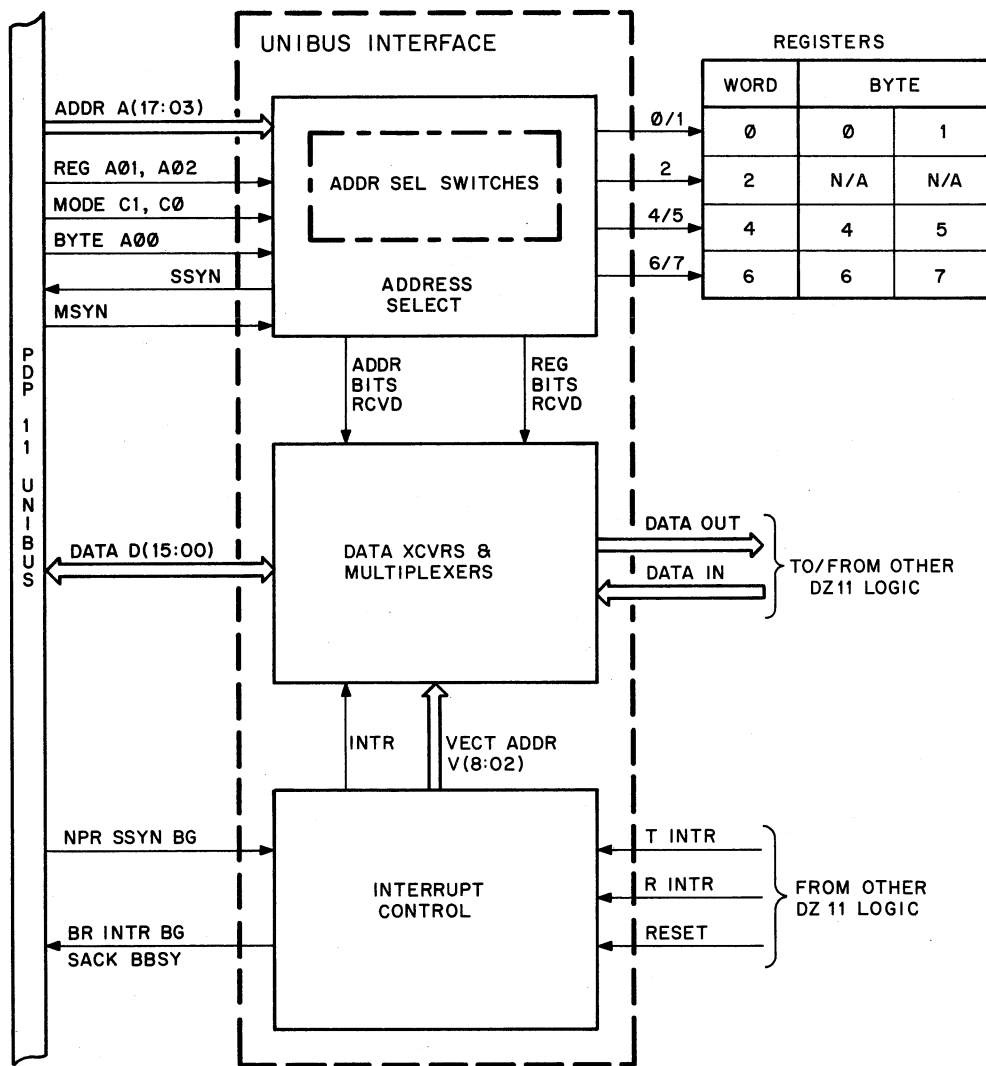 UNIBUS INTERFACE
REGISTERS
WORD BYTE
0 0 1
2 N/A N/A
4 4 5
6 6 7
ADDR A(17:03)
REG A01, A02
MODE C1, C0
BYTE A00
SSYN
MSYN
ADDR SEL SWITCHES
ADDRESS
SELECT
0/1
2
4/5
6/7
PDP 11 UNIBUS
ADDR
BITS
RCVD
REG
BITS
RCVD
DATA D(15:00)
DATA XCVRS &
MULTIPLEXERS
DATA OUT
DATA IN
TO/FROM OTHER
DZ11 LOGIC
INTR
VECT ADDR
V(8:02)
NPR SSYN BG
BR INTR BG
SACK BBSY
INTERRUPT
CONTROL
T INTR
R INTR
RESET
FROM OTHER
DZ 11 LOGIC